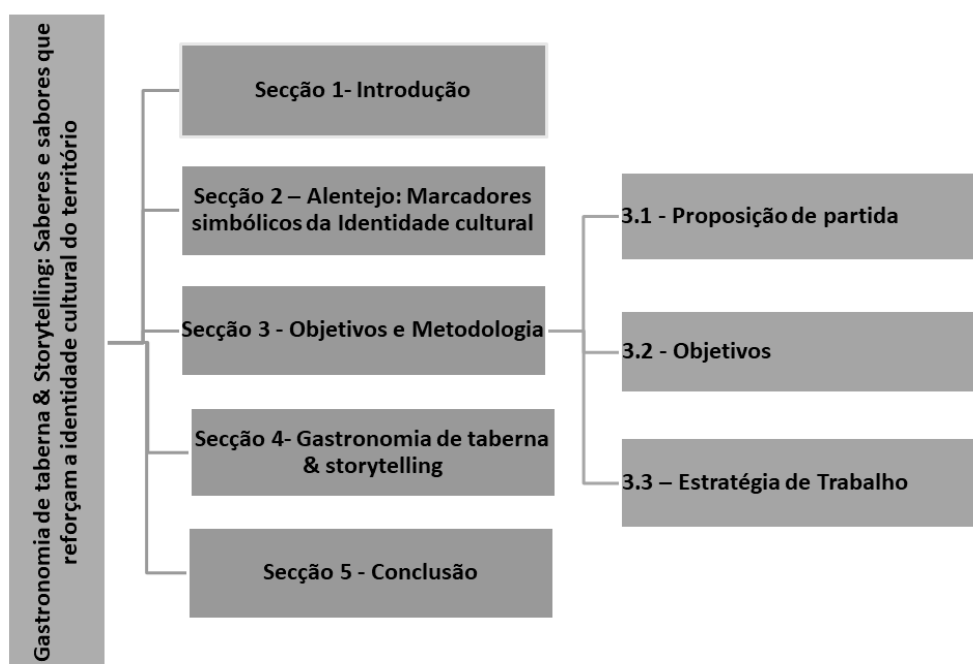 Gastronomia de taberna & Storytelling: Saberes e sabores que
reforçam a identidade cultural do território
Secção 1- Introdução
Secção 2 – Alentejo: Marcadores
simbólicos da Identidade cultural
Secção 3 - Objetivos e Metodologia
3.1 - Proposição de partida
3.2 - Objetivos
3.3 – Estratégia de Trabalho
Secção 4- Gastronomia de taberna
& storytelling
Secção 5 - Conclusão